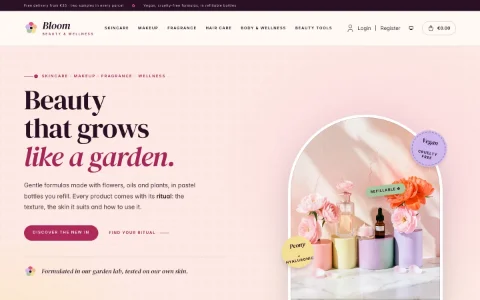 Free delivery from €35 · two samples in every parcel
Vegan, cruelty-free formulas, in refillable bottles
Bloom
BEAUTY & WELLNESS
SKINCARE MAKEUP FRAGRANCE HAIR CARE BODY & WELLNESS BEAUTY TOOLS
Login | Register
€0.00
SKINCARE · MAKEUP · FRAGRANCE · WELLNESS
Beauty
that grows
like a garden.
Gentle formulas made with flowers, oils and plants, in pastel
bottles you refill. Every product comes with its ritual: the
texture, the skin it suits and how to use it.
DISCOVER THE NEW IN
FIND YOUR RITUAL
Formulated in our garden lab, tested on our own skin.
Vegan
CRUELTY
FREE
REFILLABLE
Peony
+
HYALURONIC